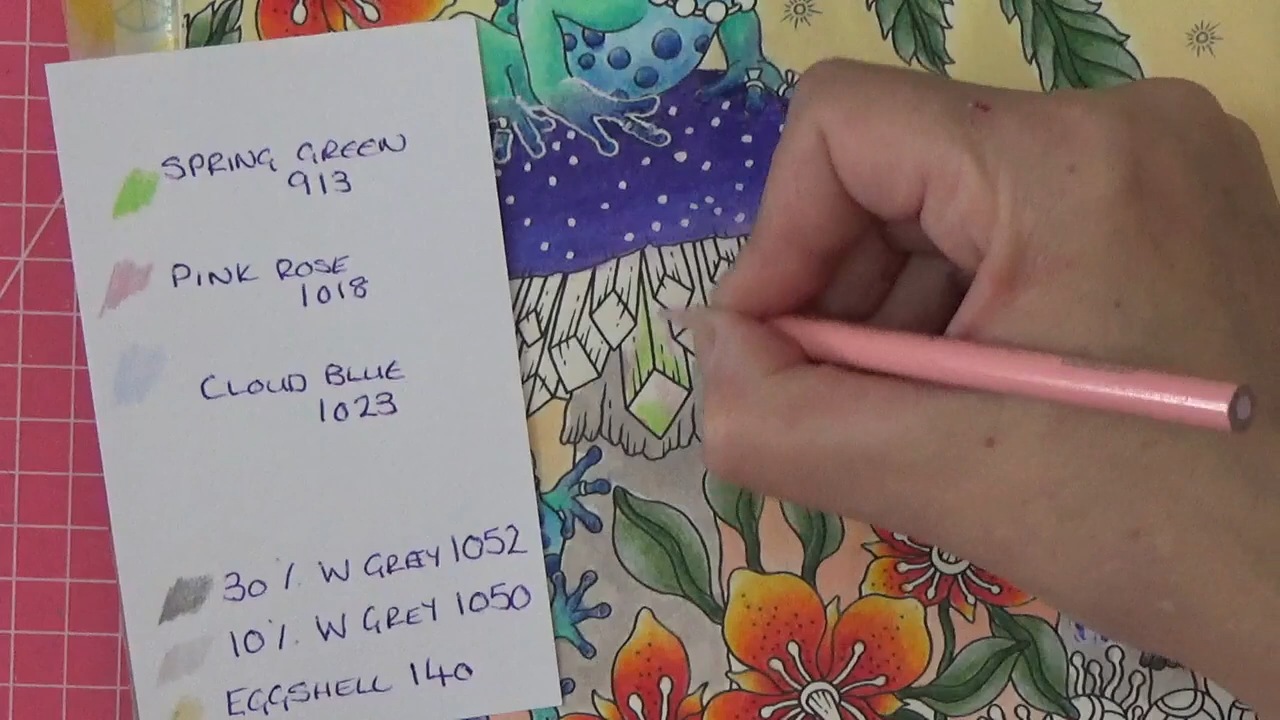 SPRING GREEN
913
PINK ROSE
1018
CLOUD BLUE
1023
30% W GREY 1052
10% W GREY 1050
EGGSHELL 140